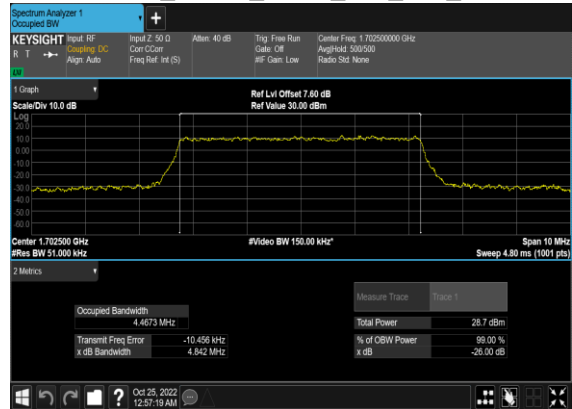 Spectrum Analyzer 1
Occupied BW
+
KEYSIGHT Input: RF Input Z: 50 Ω Atten: 40 dB Trig: Free Run Center Freq: 1.702500000 GHz
R T Coupling: DC Corr CCorr Gate: Off Avg|Hold: 500/500
Align: Auto Freq Ref: Int (S) #IF Gain: Low Radio Std: None
LW
1 Graph
Scale/Div 10.0 dB
Ref Lvl Offset 7.60 dB
Ref Value 30.00 dBm
Log
20.0
10.0
0.00
-10.0
-20.0
-30.0
-40.0
-50.0
-60.0
Center 1.702500 GHz #Video BW 150.00 kHz* Span 10 MHz
#Res BW 51.000 kHz Sweep 4.80 ms (1001 pts)
2 Metrics
Measure Trace Trace 1
Occupied Bandwidth
4.4673 MHz
Total Power 28.7 dBm
Transmit Freq Error -10.456 kHz % of OBW Power 99.00 %
x dB Bandwidth 4.842 MHz x dB -26.00 dB
? Oct 25, 2022
12:57:19 AM